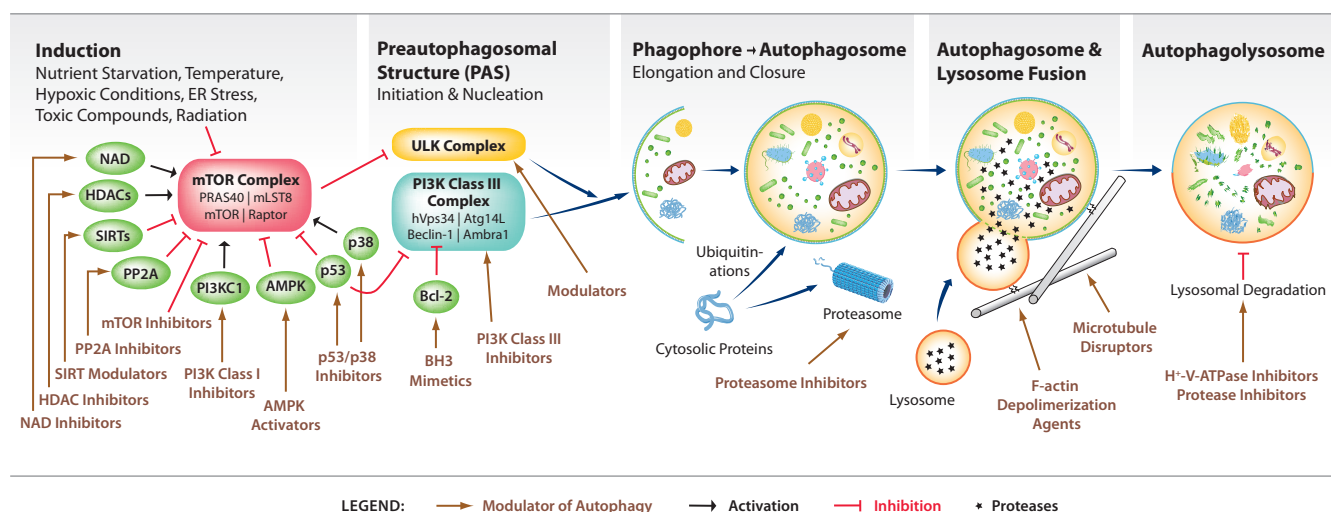 Induction
Nutrient Starvation, Temperature,
Hypoxic Conditions, ER Stress,
Toxic Compounds, Radiation
Preautophagosomal
Structure (PAS)
Initiation & Nucleation
Phagophore → Autophagosome
Elongation and Closure
Autophagosome &
Lysosome Fusion
Autophagolysosome
NAD
HDACs
SIRTs
PP2A
PI3KC1
AMPK
p53
p38
mTOR Complex
PRAS40 | mLST8
mTOR | Raptor
ULK Complex
PI3K Class III
Complex
hVps34 | Atg14L
Beclin-1 | Ambra1
Bcl-2
mTOR Inhibitors
PP2A Inhibitors
SIRT Modulators
HDAC Inhibitors
NAD Inhibitors
PI3K Class I
Inhibitors
AMPK
Activators
p53/p38
Inhibitors
BH3
Mimetics
PI3K Class III
Inhibitors
Modulators
Ubiquitin-
ations
Cytosolic Proteins
Proteasome
Proteasome Inhibitors
Lysosome
F-actin
Depolimerization
Agents
Microtubule
Disruptors
Lysosomal Degradation
H⁺-V-ATPase Inhibitors
Protease Inhibitors
LEGEND: Modulator of Autophagy Activation Inhibition Proteases